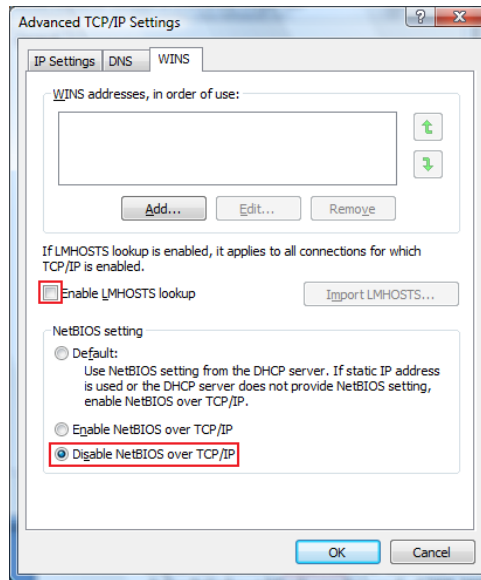 Advanced TCP/IP Settings
IP Settings DNS WINS
WINS addresses, in order of use:
Add... Edit... Remove
If LMHOSTS lookup is enabled, it applies to all connections for which
TCP/IP is enabled.
Enable LMHOSTS lookup Import LMHOSTS...
NetBIOS setting
Default:
Use NetBIOS setting from the DHCP server. If static IP address
is used or the DHCP server does not provide NetBIOS setting,
enable NetBIOS over TCP/IP.
Enable NetBIOS over TCP/IP
Disable NetBIOS over TCP/IP
OK Cancel